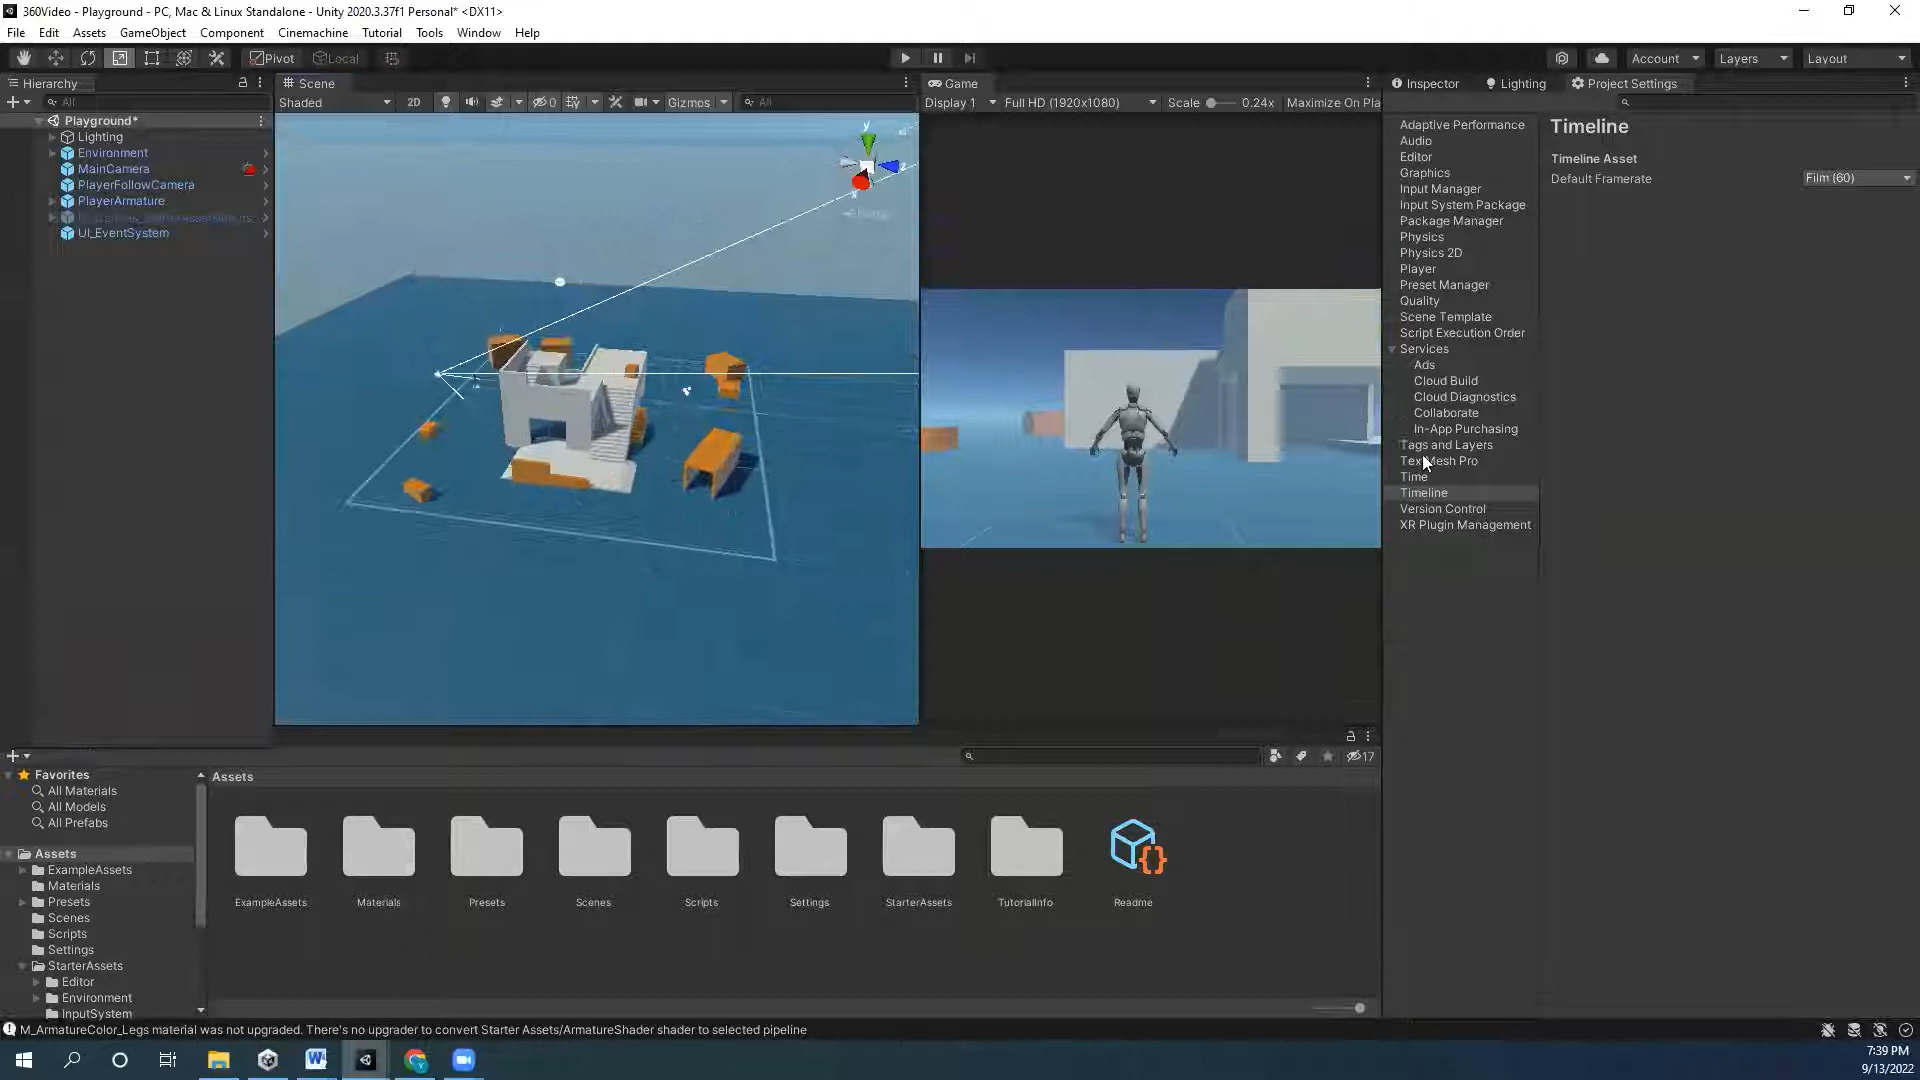 360Video - Playground - PC, Mac & Linux Standalone - Unity 2020.3.37f1 Personal* <DX11>
File Edit Assets GameObject Component Cinemachine Tutorial Tools Window Help
Pivot Local Account Layers Layout
Hierarchy Scene Game Inspector Lighting Project Settings
All Shaded 2D 0 Gizmos All Display 1 Full HD (1920x1080) Scale 0.24x Maximize On Pla
Playground*
Lighting
Environment
MainCamera
PlayerFollowCamera
PlayerArmature
UI_EventSystem
y
z
x
Adaptive Performance
Audio
Editor
Graphics
Input Manager
Input System Package
Package Manager
Physics
Physics 2D
Player
Preset Manager
Quality
Scene Template
Script Execution Order
Services
Ads
Cloud Build
Cloud Diagnostics
Collaborate
In-App Purchasing
Tags and Layers
TextMesh Pro
Time
Timeline
Version Control
XR Plugin Management
Timeline
Timeline Asset
Default Framerate Film (60)
17
Favorites
All Materials
All Models
All Prefabs
Assets
ExampleAssets
Materials
Presets
Scenes
Scripts
Settings
StarterAssets
Editor
Environment
InputSystem
Assets
ExampleAssets Materials Presets Scenes Scripts Settings StarterAssets TutorialInfo Readme
M_ArmatureColor_Legs material was not upgraded. There's no upgrader to convert Starter Assets/ArmatureShader shader to selected pipeline
7:39 PM
9/13/2022